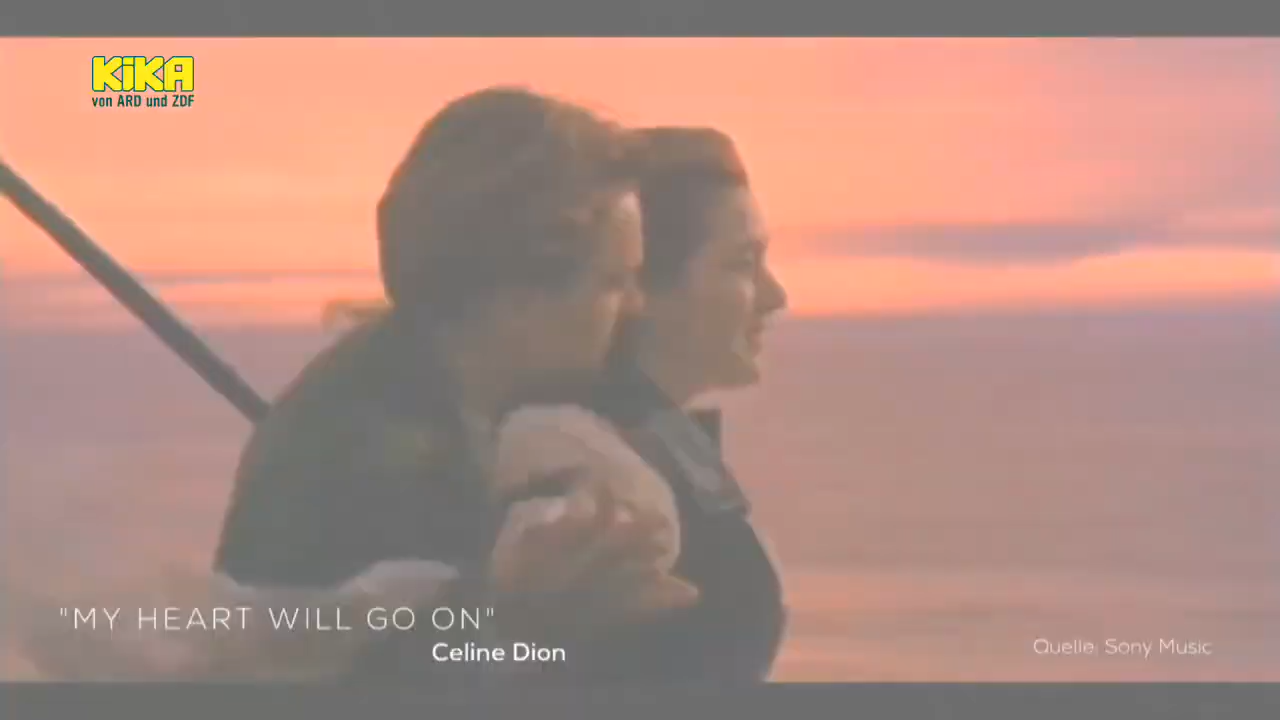 KiKA
von ARD und ZDF
"MY HEART WILL GO ON"
Celine Dion
Quelle: Sony Music